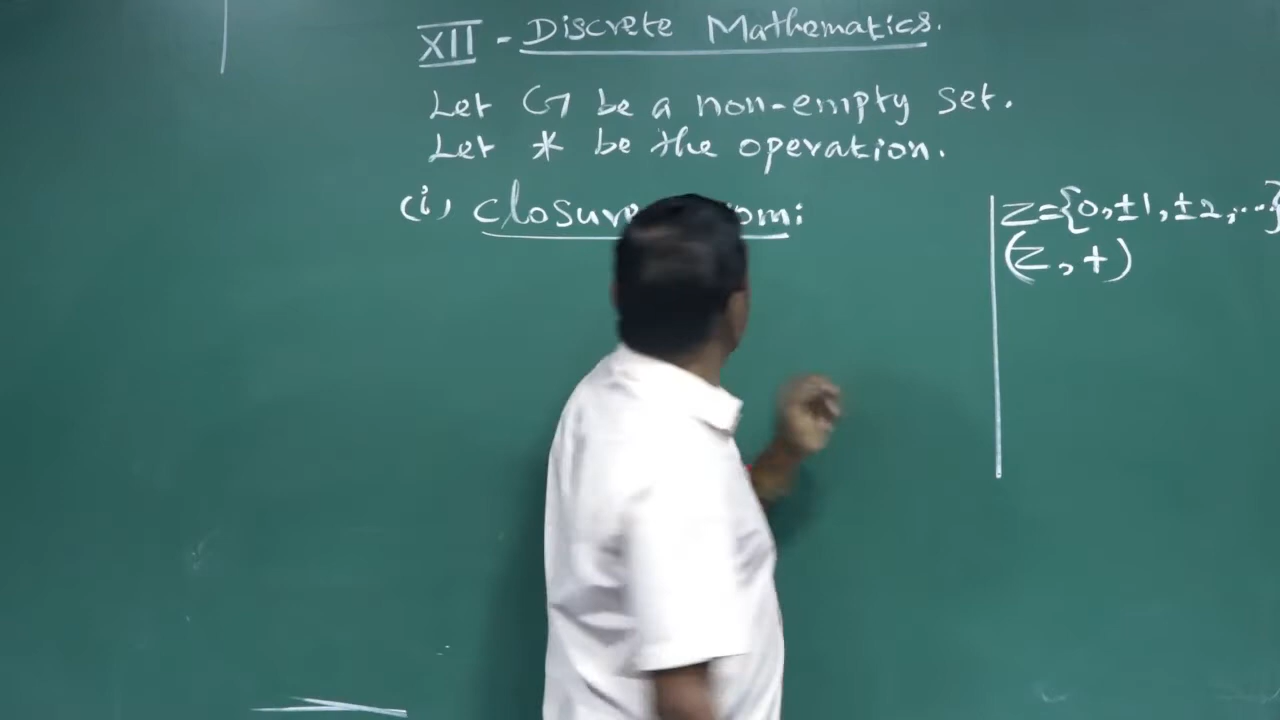 XII - Discrete Mathematics.
Let G be a non-empty set.
Let * be the operation.
(i) Closure
Z={0,±1,±2,...}
(Z,+)